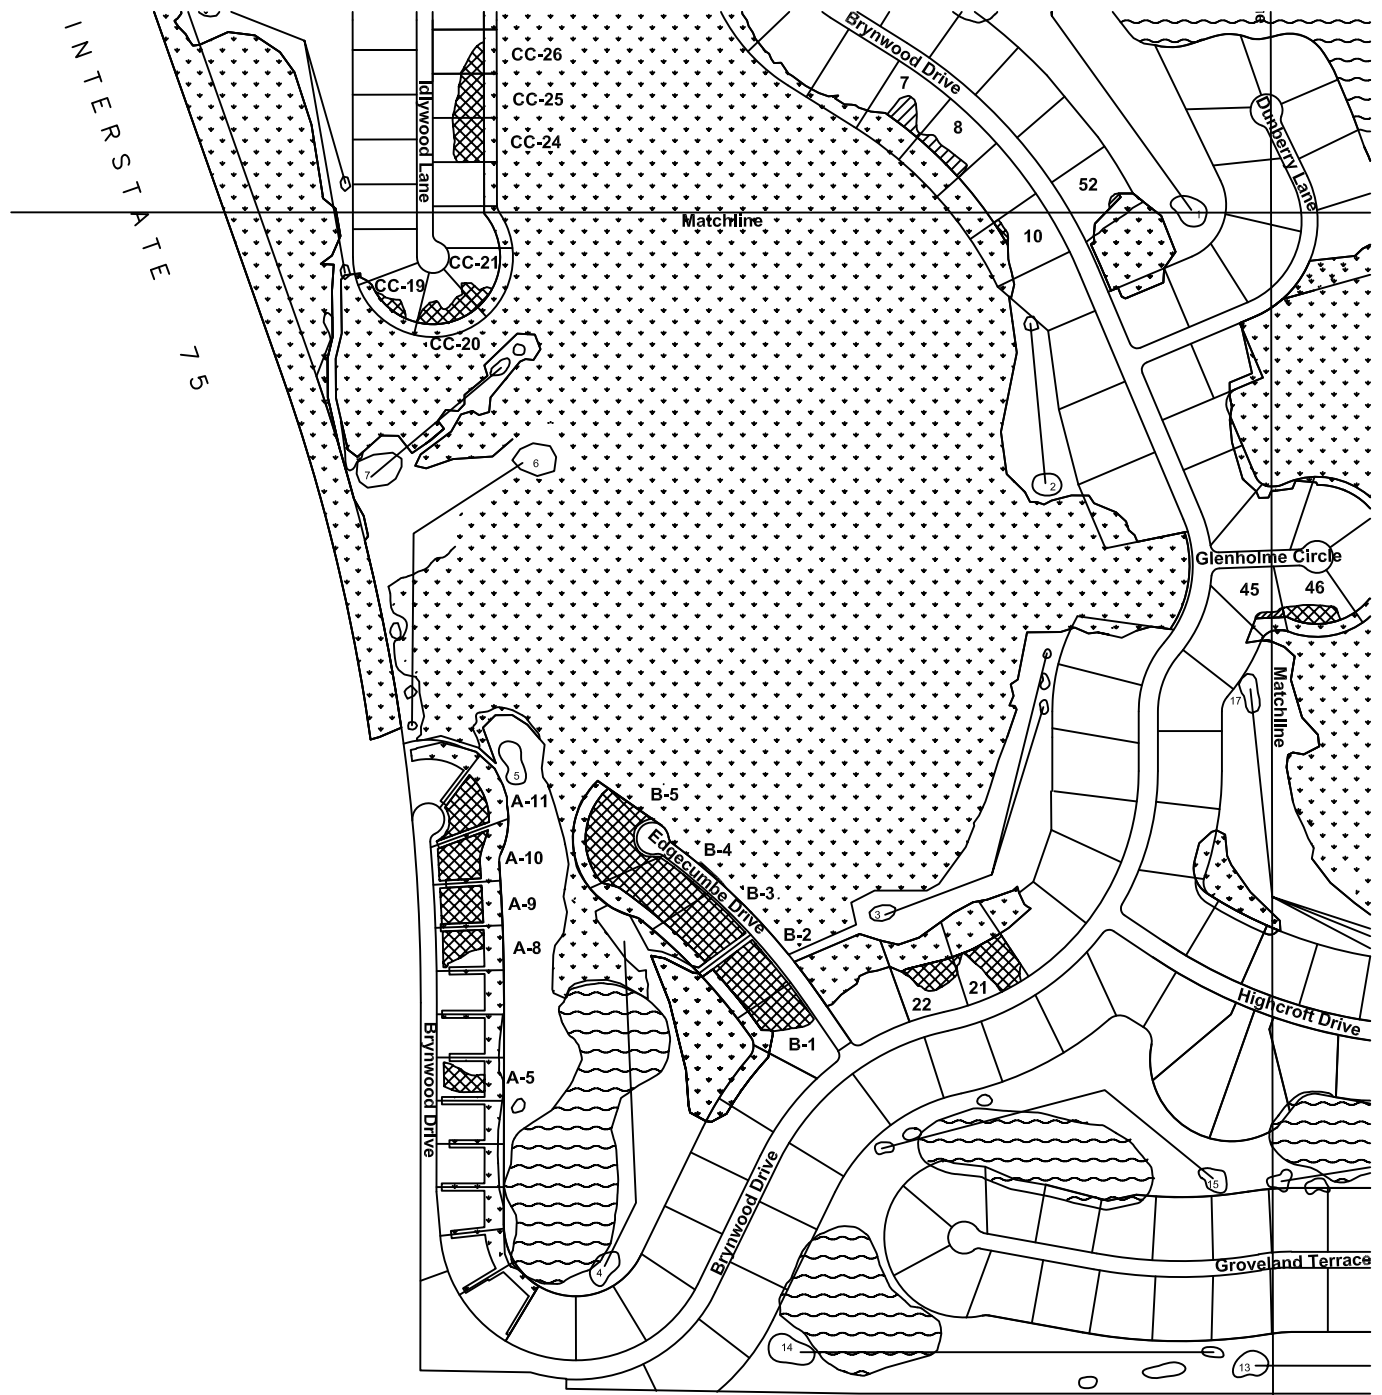 INTERSTATE 75
Idlywood Lane
CC-26
CC-25
CC-24
Brynwood Drive
7
8
52
10
1
Dunberry Lane
Matchline
CC-21
CC-19
CC-20
7
6
2
Glenholme Circle
45
46
17
Matchline
5
A-11
A-10
A-9
A-8
A-5
Brynwood Drive
B-5
B-4
B-3
B-2
B-1
Edgecumbe Drive
3
22
21
Highcroft Drive
15
Brynwood Drive
4
Groveland Terrace
14
13